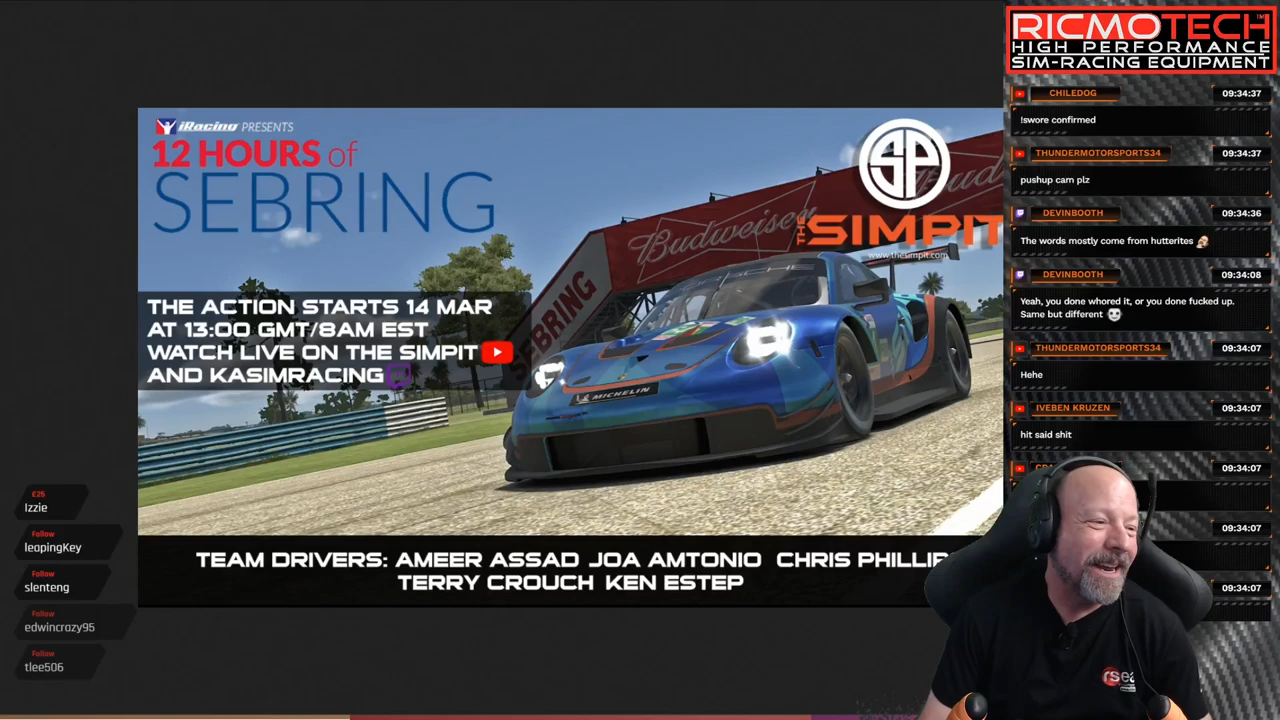 iRacing PRESENTS
12 HOURS of
SEBRING
SP
THE SIMPIT
www.thesimpit.com
Budweiser
Bud
SEBRING
PORSCHE
MICHELIN
THE ACTION STARTS 14 MAR
AT 13:00 GMT/8AM EST
WATCH LIVE ON THE SIMPIT
AND KASIMRACING
TEAM DRIVERS: AMEER ASSAD JOA AMTONIO CHRIS
TERRY CROUCH KEN ESTEP
£25
Izzie
Follow
leapingKey
Follow
slenteng
Follow
edwincrazy95
Follow
tlee506
RICMOTECH
HIGH PERFORMANCE
SIM-RACING EQUIPMENT
CHILEDOG 09:34:37
!swore confirmed
THUNDERMOTORSPORTS34 09:34:37
pushup cam plz
DEVINBOOTH 09:34:36
The words mostly come from hutterites
DEVINBOOTH 09:34:08
Yeah, you done whored it, or you done fucked up.
Same but different
THUNDERMOTORSPORTS34 09:34:07
Hehe
IVEBEN KRUZEN 09:34:07
hit said shit
09:34:07
09:34:07
09:34:07